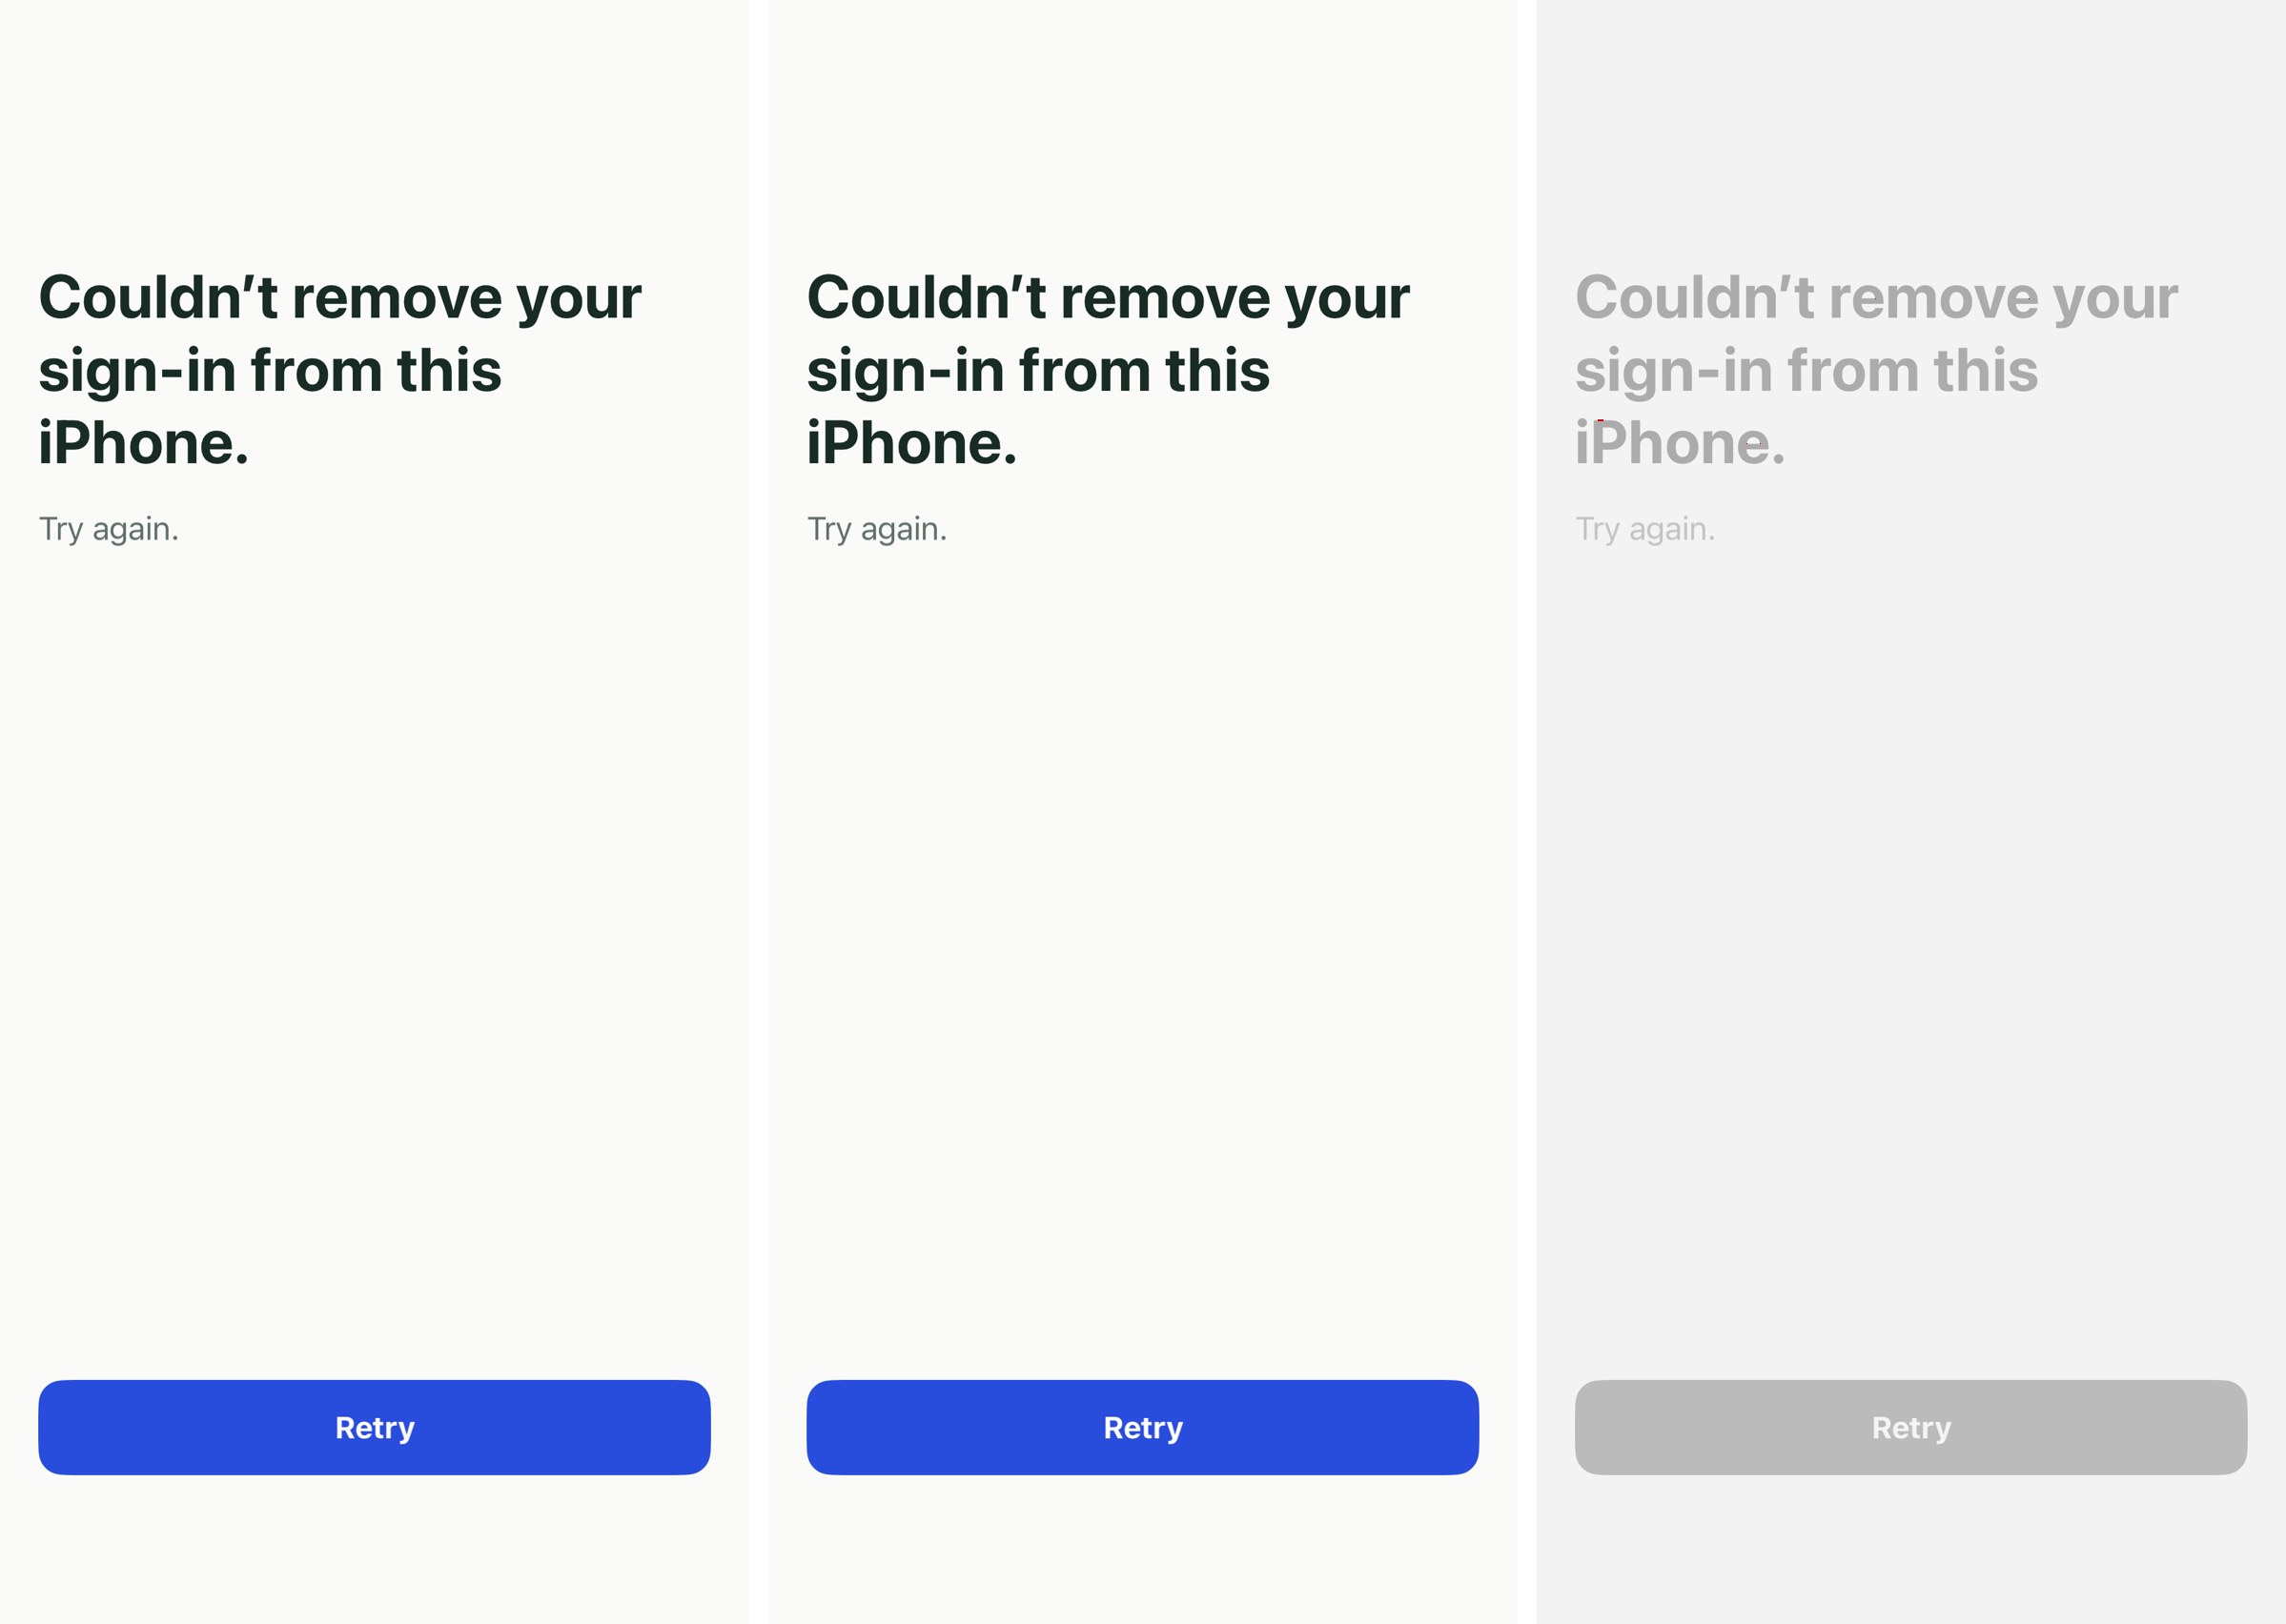 Couldn’t remove your
sign-in from this
iPhone.
Try again.
Retry
Couldn’t remove your
sign-in from this
iPhone.
Try again.
Retry
Couldn’t remove your
sign-in from this
iPhone.
Try again.
Retry